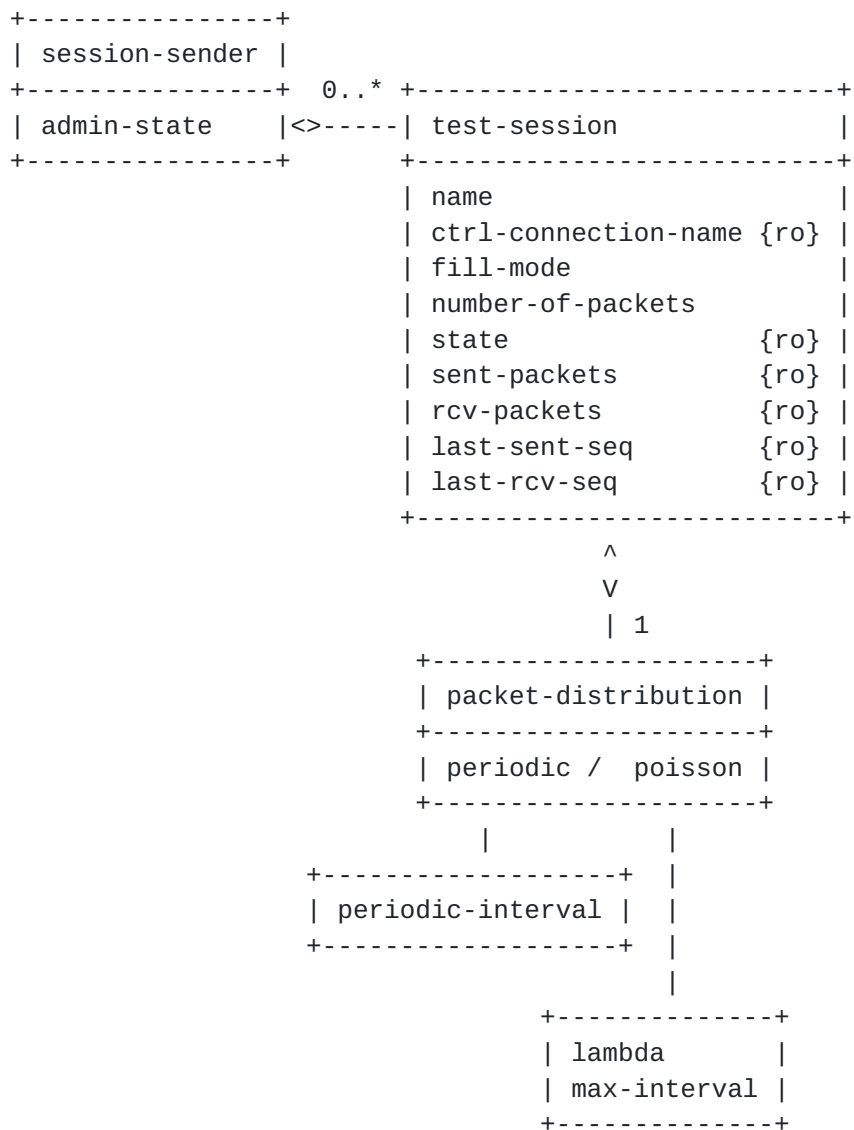 +----------------+
| session-sender |
+----------------+  0..* +---------------------------+
| admin-state    |<>-----| test-session              |
+----------------+       +---------------------------+
                         | name                      |
                         | ctrl-connection-name {ro} |
                         | fill-mode                 |
                         | number-of-packets         |
                         | state                {ro} |
                         | sent-packets         {ro} |
                         | rcv-packets          {ro} |
                         | last-sent-seq        {ro} |
                         | last-rcv-seq         {ro} |
                         +---------------------------+
                                      ^
                                      V
                                      | 1
                          +---------------------+
                          | packet-distribution |
                          +---------------------+
                          | periodic /  poisson |
                          +---------------------+
                              |           |
                   +-------------------+  |
                   | periodic-interval |  |
                   +-------------------+  |
                                          |
                                  +--------------+
                                  | lambda       |
                                  | max-interval |
                                  +--------------+